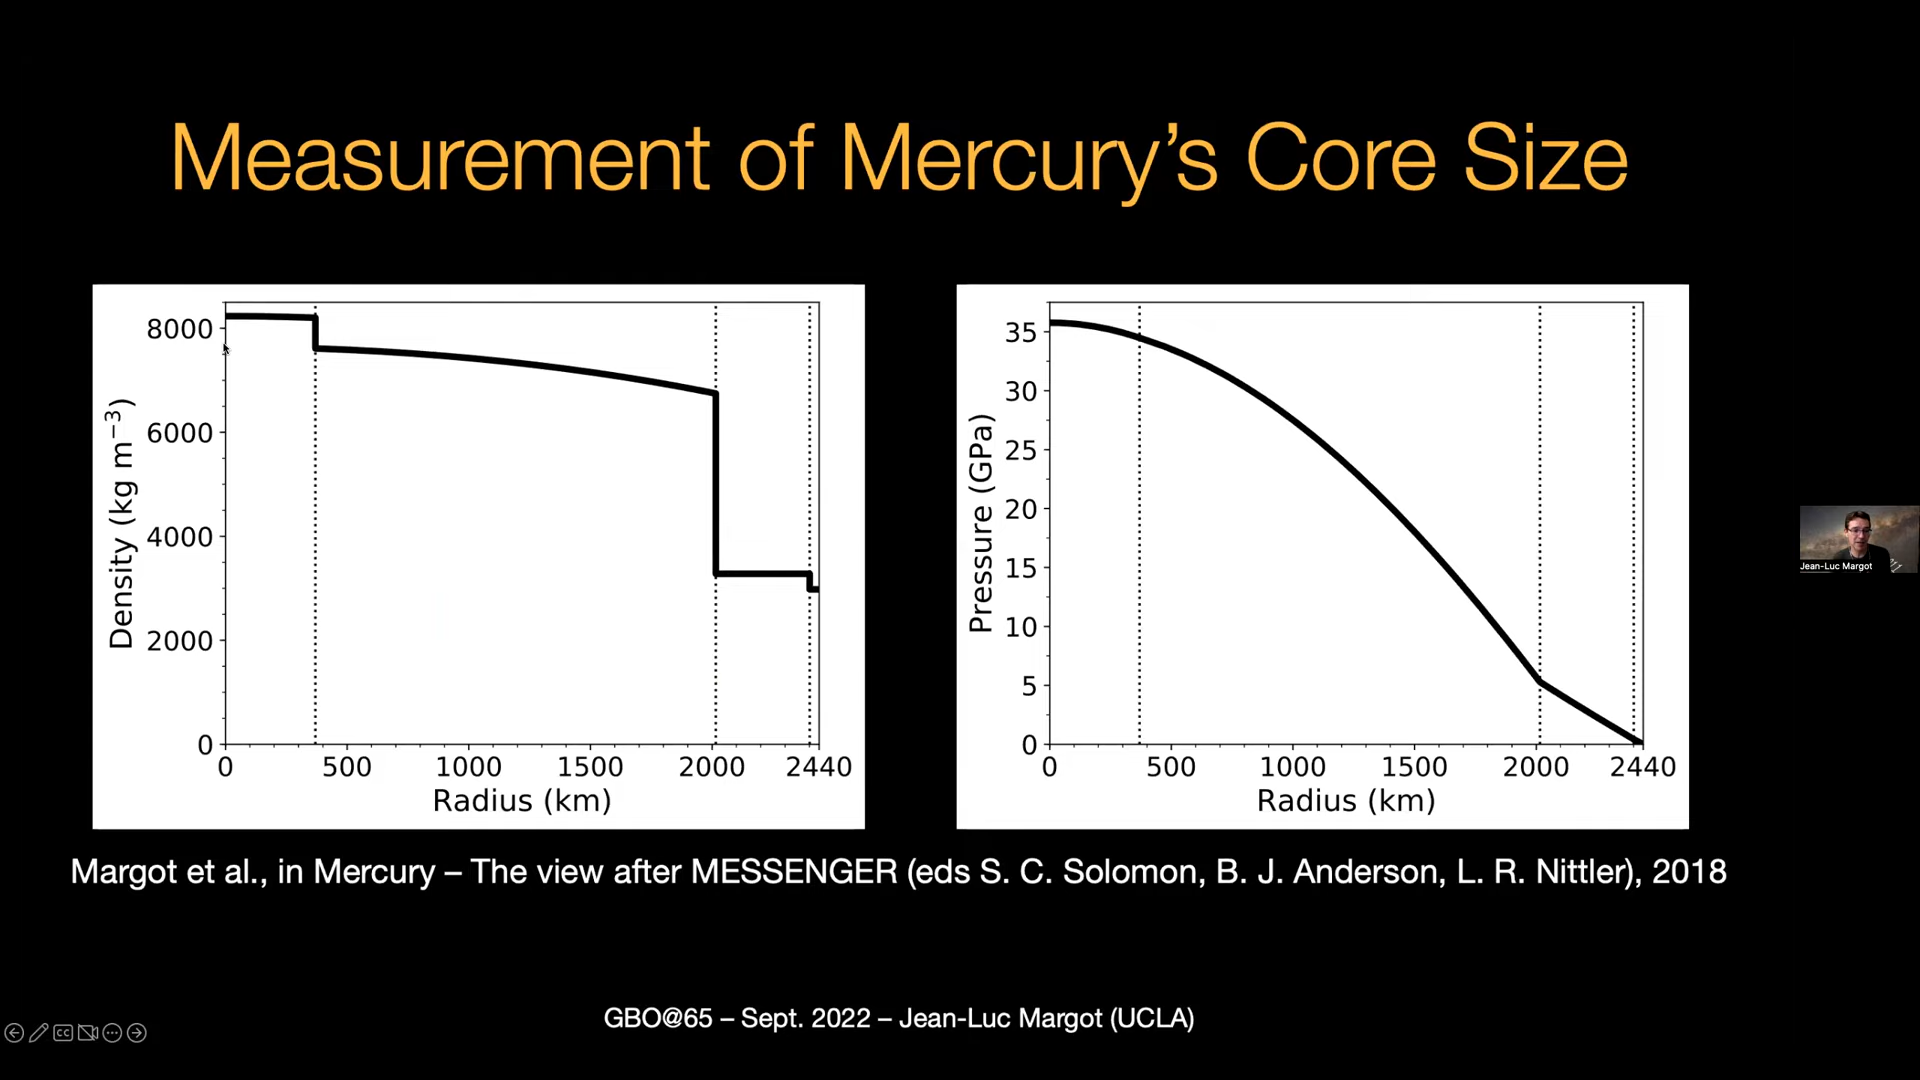 Measurement of Mercury's Core Size
8000
6000
4000
2000
0
Density (kg m⁻³)
0 500 1000 1500 2000 2440
Radius (km)
35
30
25
20
15
10
5
0
Pressure (GPa)
0 500 1000 1500 2000 2440
Radius (km)
Jean-Luc Margot
Margot et al., in Mercury – The view after MESSENGER (eds S. C. Solomon, B. J. Anderson, L. R. Nittler), 2018
GBO@65 – Sept. 2022 – Jean-Luc Margot (UCLA)
CC